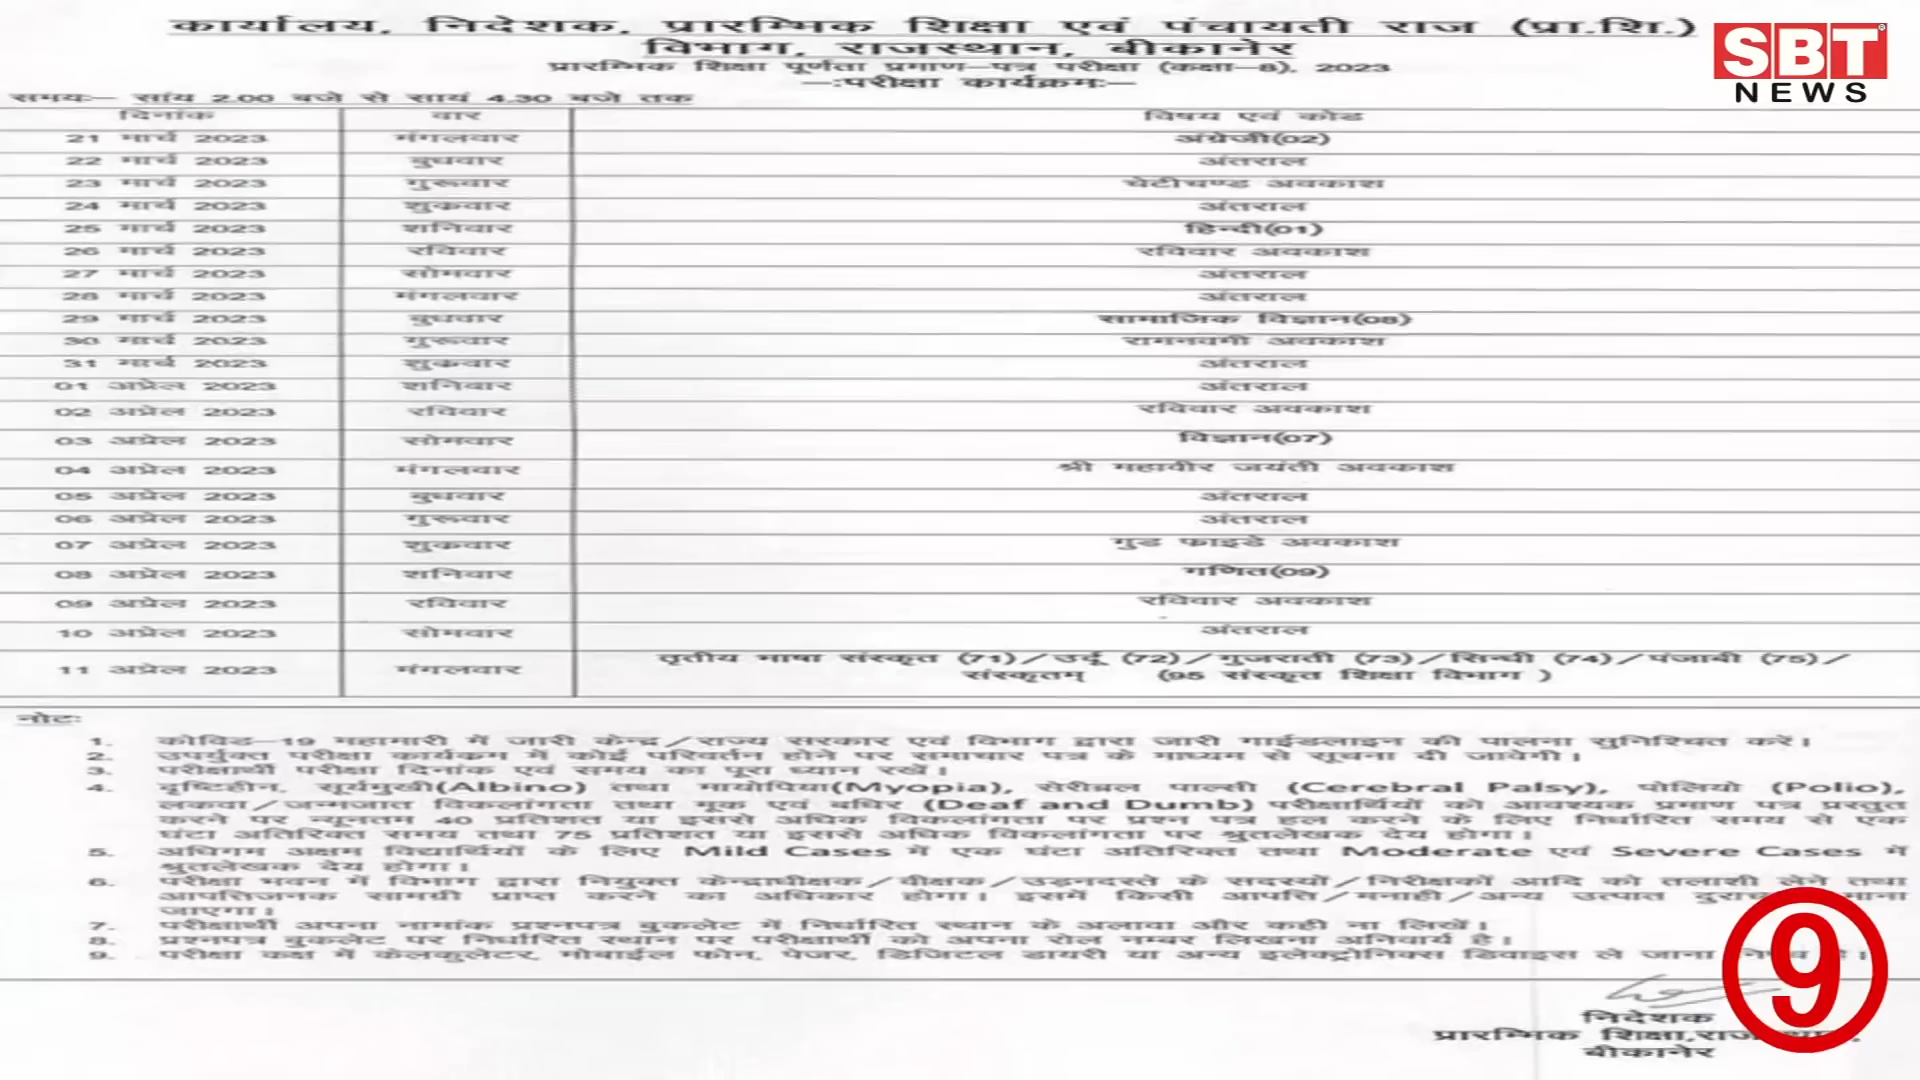 कार्यालय, निदेशक, प्रारम्भिक शिक्षा एवं पंचायती राज (प्रा.शि.)
विभाग, राजस्थान, बीकानेर
प्रारम्भिक शिक्षा पूर्णता प्रमाण–पत्र परीक्षा (कक्षा–8), 2023
–:परीक्षा कार्यक्रमः–
SBT
NEWS
समयः– सांय 2.00 बजे से सायं 4.30 बजे तक
दिनांक वार विषय एवं कोड
21 मार्च 2023 मंगलवार अंग्रेजी(02)
22 मार्च 2023 बुधवार अंतराल
23 मार्च 2023 गुरूवार चेटीचण्ड अवकाश
24 मार्च 2023 शुक्रवार अंतराल
25 मार्च 2023 शनिवार हिन्दी(01)
26 मार्च 2023 रविवार रविवार अवकाश
27 मार्च 2023 सोमवार अंतराल
28 मार्च 2023 मंगलवार अंतराल
29 मार्च 2023 बुधवार सामाजिक विज्ञान(08)
30 मार्च 2023 गुरूवार रामनवमी अवकाश
31 मार्च 2023 शुक्रवार अंतराल
01 अप्रेल 2023 शनिवार अंतराल
02 अप्रेल 2023 रविवार रविवार अवकाश
03 अप्रेल 2023 सोमवार विज्ञान(07)
04 अप्रेल 2023 मंगलवार श्री महावीर जयंती अवकाश
05 अप्रेल 2023 बुधवार अंतराल
06 अप्रेल 2023 गुरूवार अंतराल
07 अप्रेल 2023 शुक्रवार गुड फाइडे अवकाश
08 अप्रेल 2023 शनिवार गणित(09)
09 अप्रेल 2023 रविवार रविवार अवकाश
10 अप्रेल 2023 सोमवार अंतराल
11 अप्रेल 2023 मंगलवार तृतीय भाषा संस्कृत (71)/उर्दू (72)/गुजराती (73)/सिन्धी (74)/पंजाबी (75)/
संस्कृतम् (95 संस्कृत शिक्षा विभाग )
नोटः
1. कोविड–19 महामारी में जारी केन्द्र/राज्य सरकार एवं विभाग द्वारा जारी गाईडलाइन की पालना सुनिश्चित करें।
2. उपर्युक्त परीक्षा कार्यक्रम में कोई परिवर्तन होने पर समाचार पत्र के माध्यम से सूचना दी जावेगी।
3. परीक्षार्थी परीक्षा दिनांक एवं समय का पूरा ध्यान रखें।
4. दृष्टिहीन, सूर्यमुखी(Albino) तथा मायोपिया(Myopia), सेरीब्रल पाल्सी (Cerebral Palsy), पोलियो (Polio),
लकवा/जन्मजात विकलांगता तथा मूक एवं बधिर (Deaf and Dumb) परीक्षार्थियों को आवश्यक प्रमाण पत्र प्रस्तुत
करने पर न्यूनतम 40 प्रतिशत या इससे अधिक विकलांगता पर प्रश्न पत्र हल करने के लिए निर्धारित समय से एक
घंटा अतिरिक्त समय तथा 75 प्रतिशत या इससे अधिक विकलांगता पर श्रुतलेखक देय होगा।
5. अधिगम अक्षम विद्यार्थियों के लिए Mild Cases में एक घंटा अतिरिक्त तथा Moderate एवं Severe Cases में
श्रुतलेखक देय होगा।
6. परीक्षा भवन में विभाग द्वारा नियुक्त केन्द्राधीक्षक/वीक्षक/उड़नदस्ते के सदस्यों/निरीक्षकों आदि को तलाशी लेने तथा
आपत्तिजनक सामग्री प्राप्त करने का अधिकार होगा। इसमें किसी आपत्ति/मनाही/अन्य उत्पात माना
जाएगा।
7. परीक्षार्थी अपना नामांक प्रश्नपत्र बुकलेट में निर्धारित स्थान के अलावा और कही ना लिखें।
8. प्रश्नपत्र बुकलेट पर निर्धारित स्थान पर परीक्षार्थी को अपना रोल नम्बर लिखना अनिवार्य है।
9. परीक्षा कक्ष में केलकुलेटर, मोबाईल फोन, पेजर, डिजिटल डायरी या अन्य इलेक्ट्रोनिक्स डिवाइस ले जाना है।
9
निदेशक
प्रारम्भिक शिक्षा,
बीकानेर